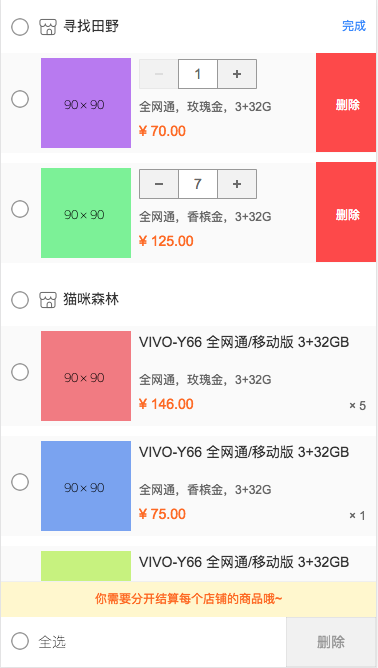 寻找田野 完成
90×90 − 1 +
全网通，玫瑰金，3+32G
¥ 70.00
删除
90×90 − 7 +
全网通，香槟金，3+32G
¥ 125.00
删除
猫咪森林
VIVO-Y66 全网通/移动版 3+32GB
90×90
全网通，玫瑰金，3+32G
¥ 146.00 × 5
VIVO-Y66 全网通/移动版 3+32GB
90×90
全网通，香槟金，3+32G
¥ 75.00 × 1
VIVO-Y66 全网通/移动版 3+32GB
你需要分开结算每个店铺的商品哦~
全选 删除